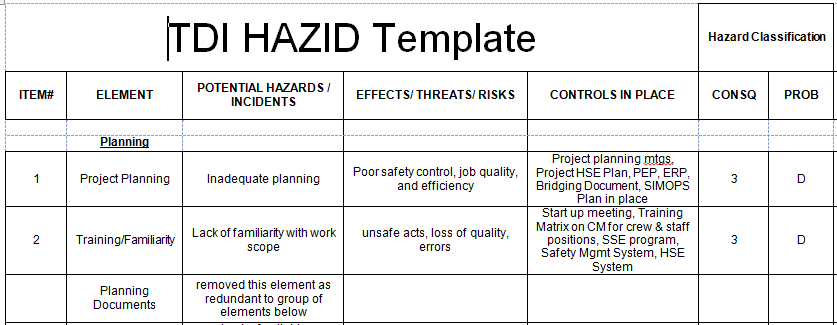 TDI HAZID Template
Hazard Classification
ITEM#
ELEMENT
POTENTIAL HAZARDS /
INCIDENTS
EFFECTS/ THREATS/ RISKS
CONTROLS IN PLACE
CONSQ
PROB
Planning
1
Project Planning
Inadequate planning
Poor safety control, job quality,
and efficiency
Project planning mtgs,
Project HSE Plan, PEP, ERP,
Bridging Document, SIMOPS
Plan in place
3
D
2
Training/Familiarity
Lack of familiarity with work
scope
unsafe acts, loss of quality,
errors
Start up meeting, Training
Matrix on CM for crew & staff
positions, SSE program,
Safety Mgmt System, HSE
System
3
D
Planning
Documents
removed this element as
redundant to group of
elements below